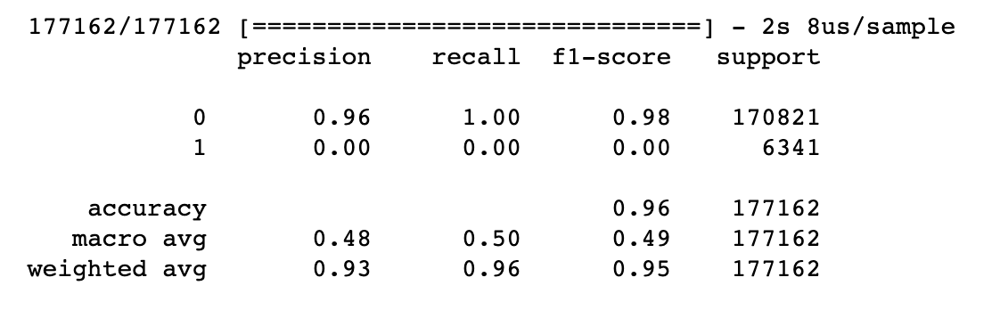 177162/177162 [==============================] - 2s 8us/sample
precision recall f1-score support
0 0.96 1.00 0.98 170821
1 0.00 0.00 0.00 6341
accuracy 0.96 177162
macro avg 0.48 0.50 0.49 177162
weighted avg 0.93 0.96 0.95 177162